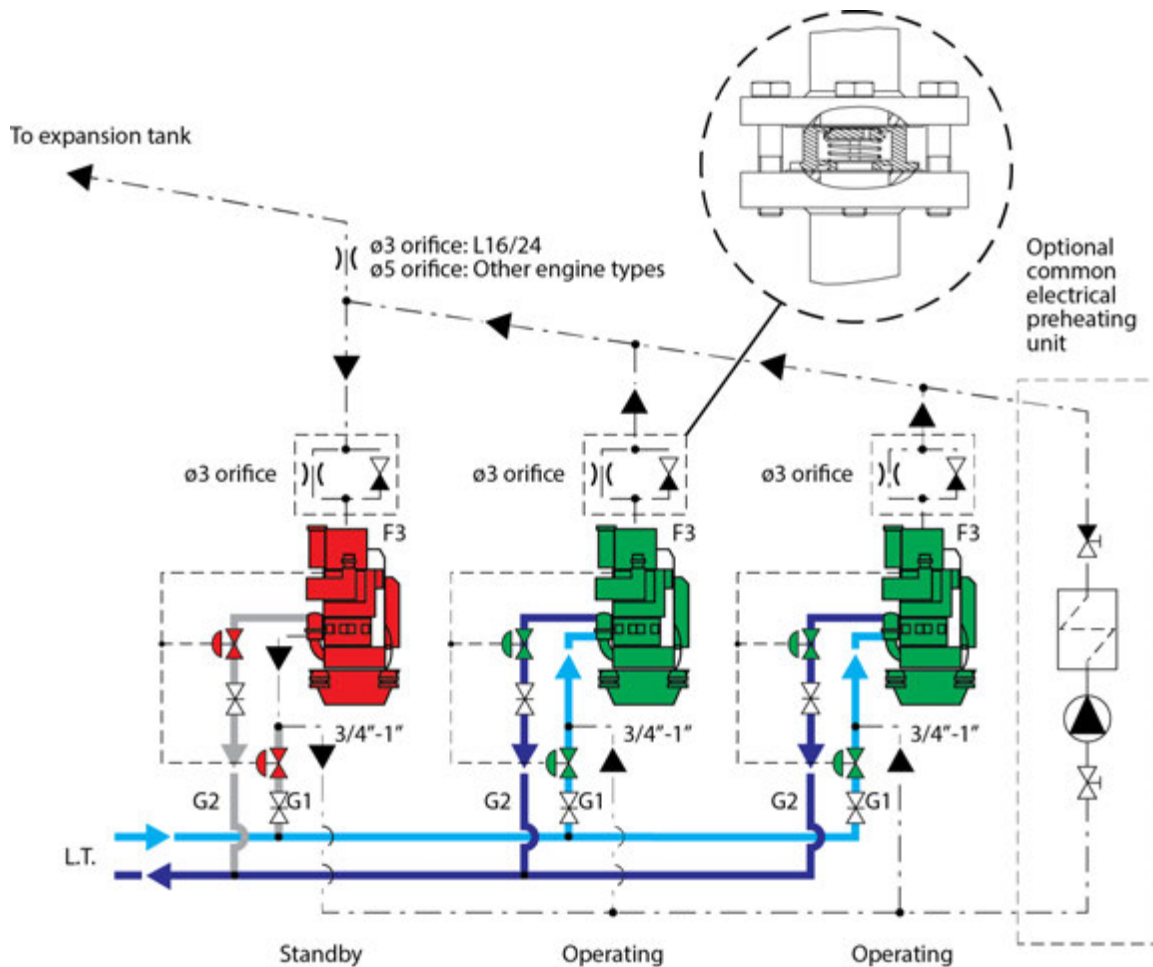 To expansion tank
ø3 orifice: L16/24
ø5 orifice: Other engine types
Optional
common
electrical
preheating
unit
ø3 orifice
ø3 orifice
ø3 orifice
F3
F3
F3
3/4”-1”
3/4”-1”
3/4”-1”
G2
G1
G2
G1
G2
G1
L.T.
Standby
Operating
Operating